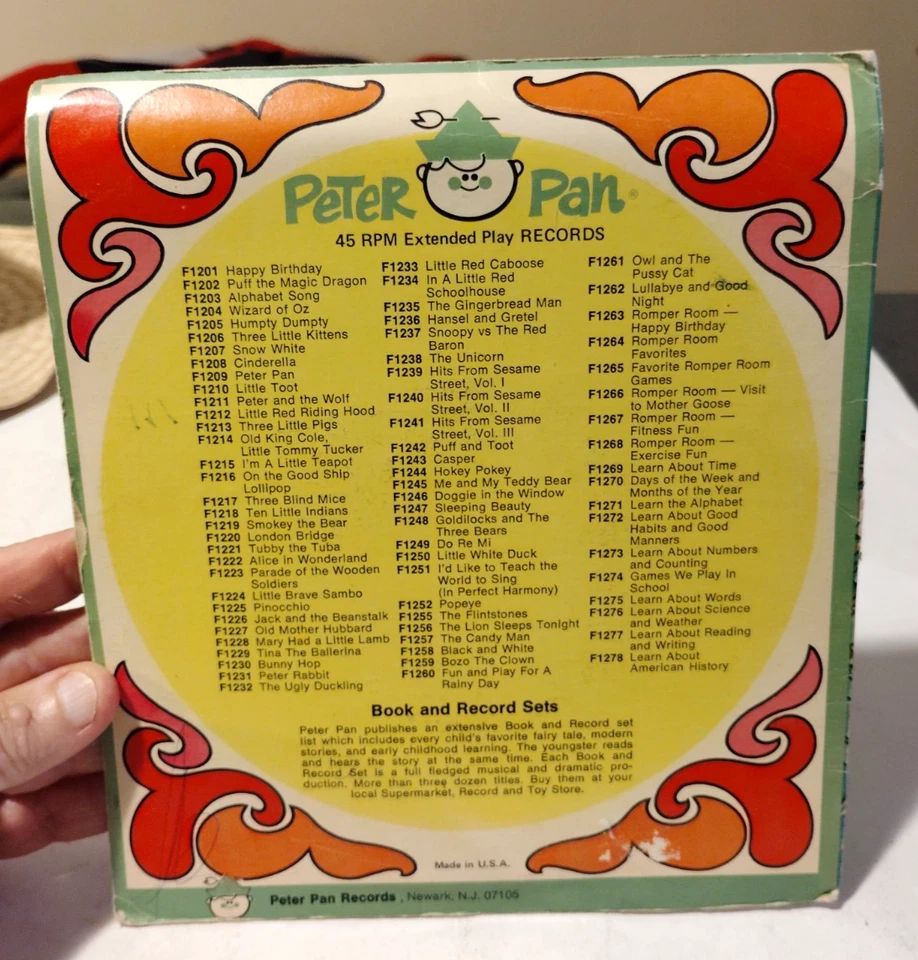 Peter Pan®
45 RPM Extended Play RECORDS
F1201 Happy Birthday
F1202 Puff the Magic Dragon
F1203 Alphabet Song
F1204 Wizard of Oz
F1205 Humpty Dumpty
F1206 Three Little Kittens
F1207 Snow White
F1208 Cinderella
F1209 Peter Pan
F1210 Little Toot
F1211 Peter and the Wolf
F1212 Little Red Riding Hood
F1213 Three Little Pigs
F1214 Old King Cole,
Little Tommy Tucker
F1215 I'm A Little Teapot
F1216 On the Good Ship
Lollipop
F1217 Three Blind Mice
F1218 Ten Little Indians
F1219 Smokey the Bear
F1220 London Bridge
F1221 Tubby the Tuba
F1222 Alice in Wonderland
F1223 Parade of the Wooden
Soldiers
F1224 Little Brave Sambo
F1225 Pinocchio
F1226 Jack and the Beanstalk
F1227 Old Mother Hubbard
F1228 Mary Had a Little Lamb
F1229 Tina The Ballerina
F1230 Bunny Hop
F1231 Peter Rabbit
F1232 The Ugly Duckling
F1233 Little Red Caboose
F1234 In A Little Red
Schoolhouse
F1235 The Gingerbread Man
F1236 Hansel and Gretel
F1237 Snoopy vs The Red
Baron
F1238 The Unicorn
F1239 Hits From Sesame
Street, Vol. I
F1240 Hits From Sesame
Street, Vol. II
F1241 Hits From Sesame
Street, Vol. III
F1242 Puff and Toot
F1243 Casper
F1244 Hokey Pokey
F1245 Me and My Teddy Bear
F1246 Doggie in the Window
F1247 Sleeping Beauty
F1248 Goldilocks and The
Three Bears
F1249 Do Re Mi
F1250 Little White Duck
F1251 I'd Like to Teach the
World to Sing
(In Perfect Harmony)
F1252 Popeye
F1255 The Flintstones
F1256 The Lion Sleeps Tonight
F1257 The Candy Man
F1258 Black and White
F1259 Bozo The Clown
F1260 Fun and Play For A
Rainy Day
F1261 Owl and The
Pussy Cat
F1262 Lullabye and Good
Night
F1263 Romper Room —
Happy Birthday
F1264 Romper Room
Favorites
F1265 Favorite Romper Room
Games
F1266 Romper Room — Visit
to Mother Goose
F1267 Romper Room —
Fitness Fun
F1268 Romper Room —
Exercise Fun
F1269 Learn About Time
F1270 Days of the Week and
Months of the Year
F1271 Learn the Alphabet
F1272 Learn About Good
Habits and Good
Manners
F1273 Learn About Numbers
and Counting
F1274 Games We Play In
School
F1275 Learn About Words
F1276 Learn About Science
and Weather
F1277 Learn About Reading
and Writing
F1278 Learn About
American History
Book and Record Sets
Peter Pan publishes an extensive Book and Record set
list which includes every child's favorite fairy tale, modern
stories, and early childhood learning. The youngster reads
and hears the story at the same time. Each Book and
Record Set is a full fledged musical and dramatic pro-
duction. More than three dozen titles. Buy them at your
local Supermarket, Record and Toy Store.
Made in U.S.A.
Peter Pan Records, Newark, N.J. 07105